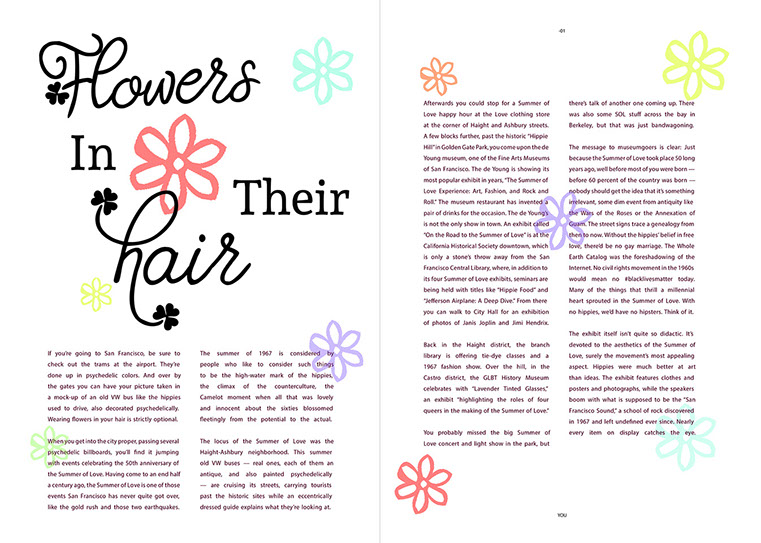 Flowers
In
Their
hair
If you're going to San Francisco, be sure to
check out the trams at the airport. They're
done up in psychedelic colors. And over by
the gates you can have your picture taken in
a mock-up of an old VW bus like the hippies
used to drive, also decorated psychedelically.
Wearing flowers in your hair is strictly optional.
When you get into the city proper, passing several
psychedelic billboards, you'll find it jumping
with events celebrating the 50th anniversary of
the Summer of Love. Having come to an end half
a century ago, the Summer of Love is one of those
events San Francisco has never quite got over,
like the gold rush and those two earthquakes.
The summer of 1967 is considered by
people who like to consider such things
to be the high-water mark of the hippies,
the climax of the counterculture, the
Camelot moment when all that was lovely
and innocent about the sixties blossomed
fleetingly from the potential to the actual.
The locus of the Summer of Love was the
Haight-Ashbury neighborhood. This summer
old VW buses — real ones, each of them an
antique, and also painted psychedelically
— are cruising its streets, carrying tourists
past the historic sites while an eccentrically
dressed guide explains what they're looking at.
-01
Afterwards you could stop for a Summer of
Love happy hour at the Love clothing store
at the corner of Haight and Ashbury streets.
A few blocks further, past the historic "Hippie
Hill" in Golden Gate Park, you come upon the de
Young museum, one of the Fine Arts Museums
of San Francisco. The de Young is showing its
most popular exhibit in years, "The Summer of
Love Experience: Art, Fashion, and Rock and
Roll." The museum restaurant has invented a
pair of drinks for the occasion. The de Young's
is not the only show in town. An exhibit called
"On the Road to the Summer of Love" is at the
California Historical Society downtown, which
is only a stone's throw away from the San
Francisco Central Library, where, in addition to
its four Summer of Love exhibits, seminars are
being held with titles like "Hippie Food" and
"Jefferson Airplane: A Deep Dive." From there
you can walk to City Hall for an exhibition
of photos of Janis Joplin and Jimi Hendrix.
Back in the Haight district, the branch
library is offering tie-dye classes and a
1967 fashion show. Over the hill, in the
Castro district, the GLBT History Museum
celebrates with "Lavender Tinted Glasses,"
an exhibit "highlighting the roles of four
queers in the making of the Summer of Love."
You probably missed the big Summer of
Love concert and light show in the park, but
there's talk of another one coming up. There
was also some SOL stuff across the bay in
Berkeley, but that was just bandwagoning.
The message to museumgoers is clear: Just
because the Summer of Love took place 50 long
years ago, well before most of you were born —
before 60 percent of the country was born —
nobody should get the idea that it's something
irrelevant, some dim event from antiquity like
the Wars of the Roses or the Annexation of
Guam. The street signs trace a genealogy from
then to now. Without the hippies' belief in free
love, there'd be no gay marriage. The Whole
Earth Catalog was the foreshadowing of the
Internet. No civil rights movement in the 1960s
would mean no #blacklivesmatter today.
Many of the things that thrill a millennial
heart sprouted in the Summer of Love. With
no hippies, we'd have no hipsters. Think of it.
The exhibit itself isn't quite so didactic. It's
devoted to the aesthetics of the Summer of
Love, surely the movement's most appealing
aspect. Hippies were much better at art
than ideas. The exhibit features clothes and
posters and photographs, while the speakers
boom with what is supposed to be the "San
Francisco Sound," a school of rock discovered
in 1967 and left undefined ever since. Nearly
every item on display catches the eye.
YOU